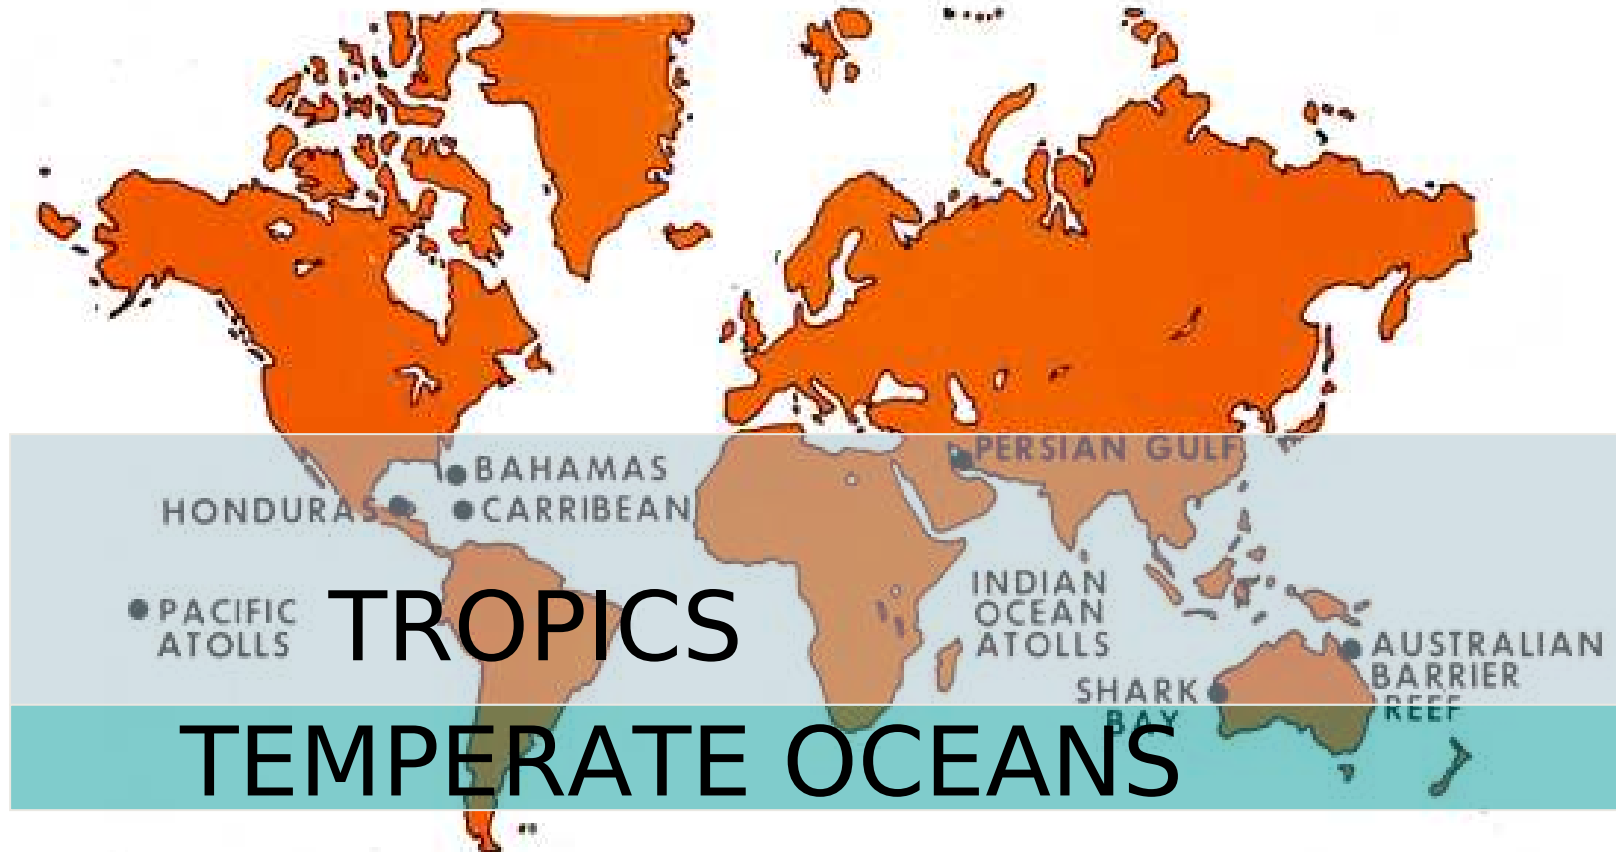 PERSIAN GULF
BAHAMAS
HONDURAS
CARRIBEAN
INDIAN
OCEAN
ATOLLS
PACIFIC
ATOLLS
TROPICS
AUSTRALIAN
BARRIER
REEF
SHARK
BAY
TEMPERATE OCEANS